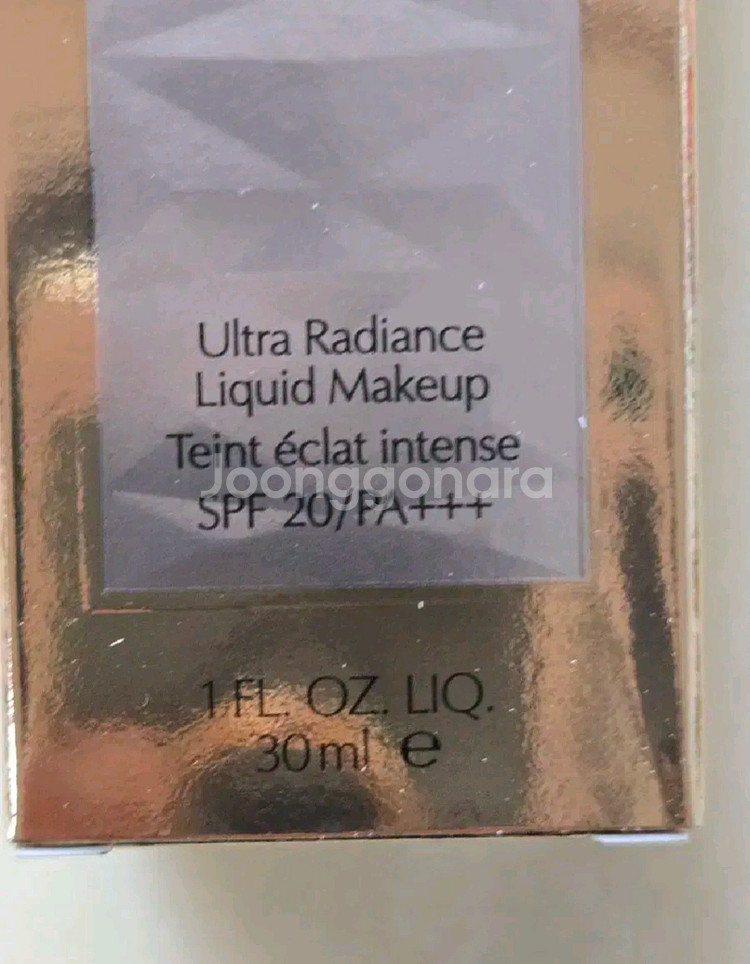 Ultra Radiance
Liquid Makeup
Teint éclat intense
Joonggonara
SPF 20/PA+++
1 FL. OZ. LIQ.
30 ml e